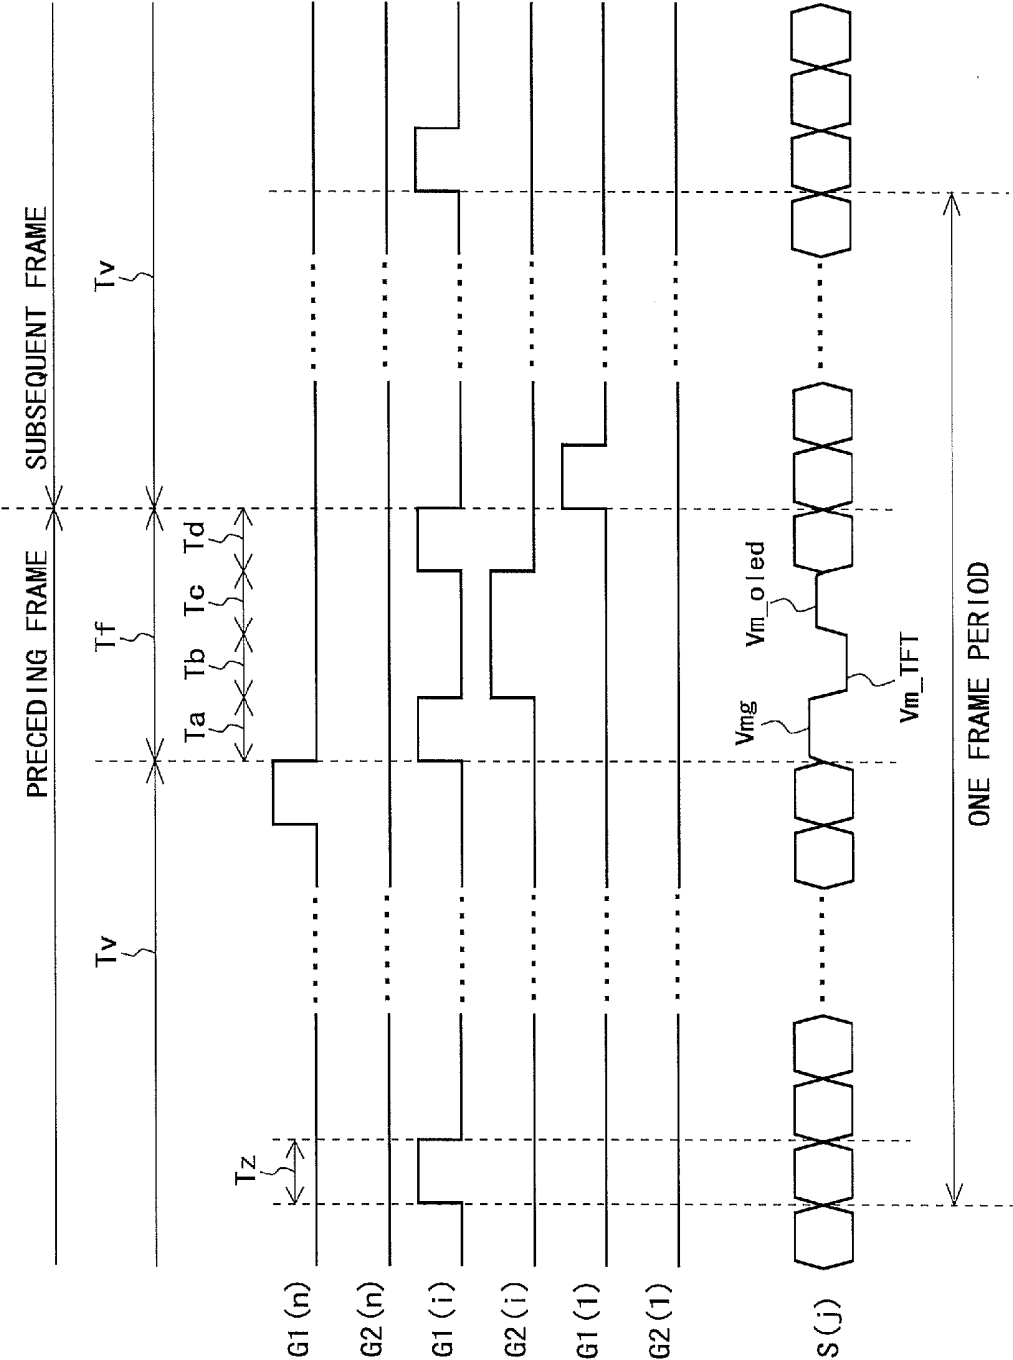 PRECEDING FRAME
SUBSEQUENT FRAME
Tv
Tf
Tv
Ta
Tb
Tc
Td
Tz
G1(n)
G2(n)
G1(i)
G2(i)
G1(1)
G2(1)
Vmg
Vm_oled
Vm_TFT
S(j)
ONE FRAME PERIOD